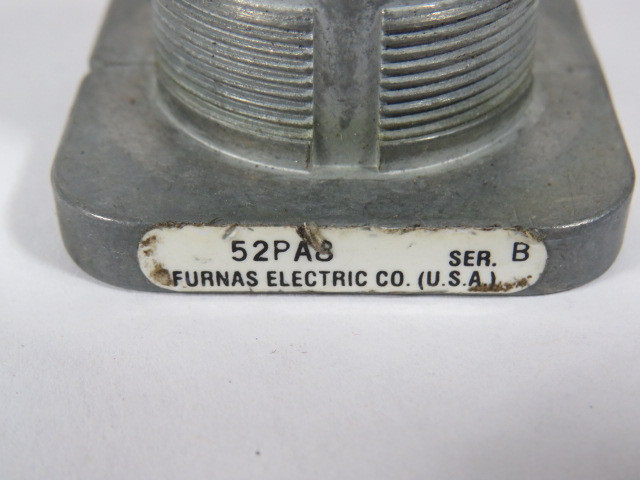 52PA8 SER. B
FURNAS ELECTRIC CO. (U.S.A.)